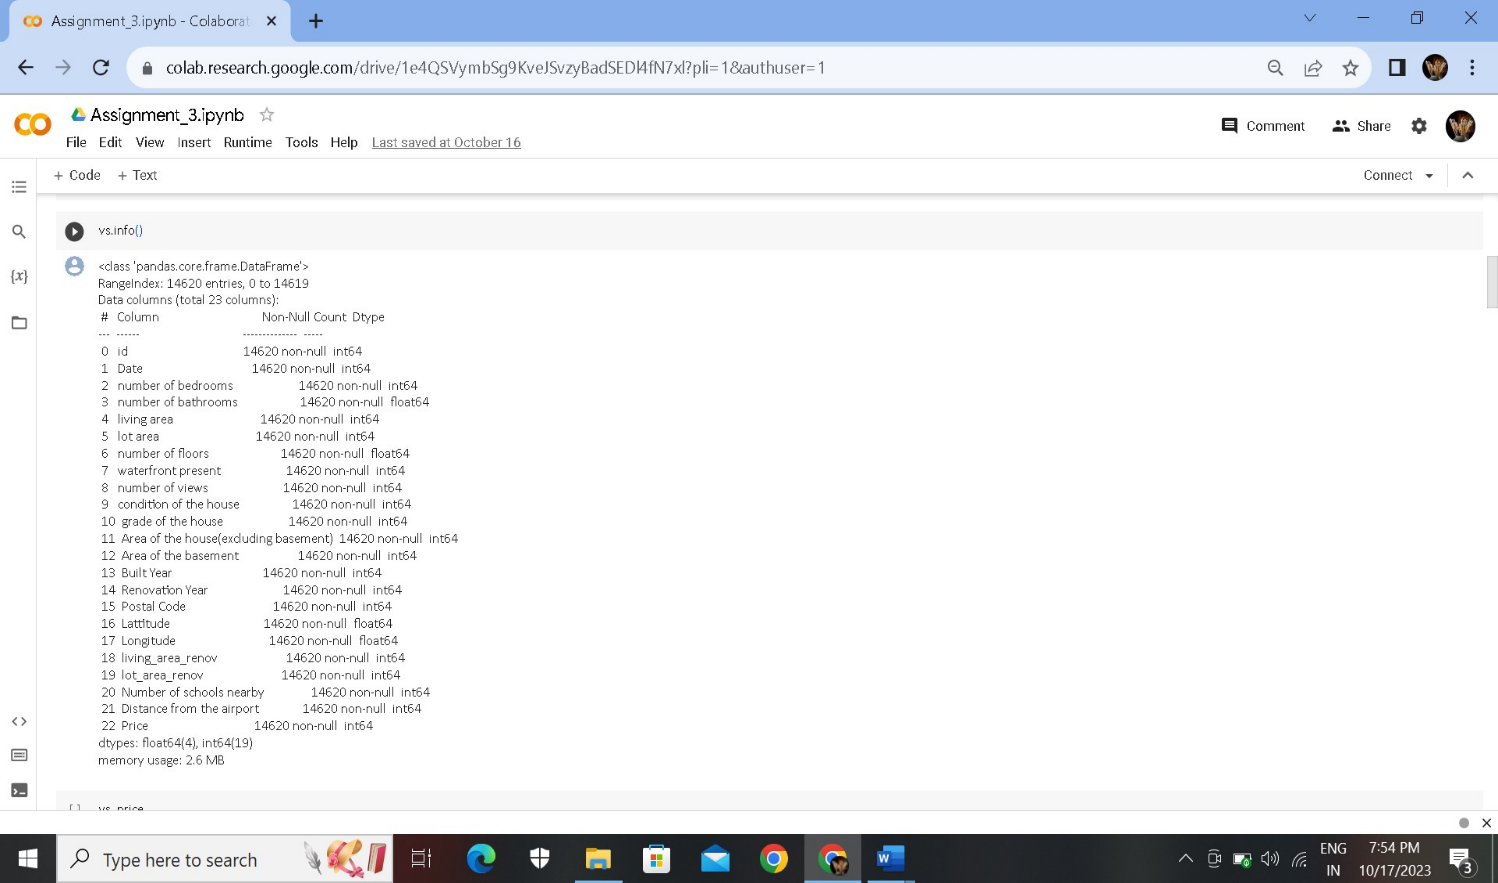 Assignment_3.ipynb - Colaborat
colab.research.google.com/drive/1e4QSVymbSg9KveJSvzyBadSEDl4fN7xl?pli=1&authuser=1
Assignment_3.ipynb
Comment Share
File Edit View Insert Runtime Tools Help Last saved at October 16
+ Code + Text Connect
vs.info()
<class 'pandas.core.frame.DataFrame'>
RangeIndex: 14620 entries, 0 to 14619
Data columns (total 23 columns):
# Column Non-Null Count Dtype
--- ------ -------------- -----
0 id 14620 non-null int64
1 Date 14620 non-null int64
2 number of bedrooms 14620 non-null int64
3 number of bathrooms 14620 non-null float64
4 living area 14620 non-null int64
5 lot area 14620 non-null int64
6 number of floors 14620 non-null float64
7 waterfront present 14620 non-null int64
8 number of views 14620 non-null int64
9 condition of the house 14620 non-null int64
10 grade of the house 14620 non-null int64
11 Area of the house(excluding basement) 14620 non-null int64
12 Area of the basement 14620 non-null int64
13 Built Year 14620 non-null int64
14 Renovation Year 14620 non-null int64
15 Postal Code 14620 non-null int64
16 Lattitude 14620 non-null float64
17 Longitude 14620 non-null float64
18 living_area_renov 14620 non-null int64
19 lot_area_renov 14620 non-null int64
20 Number of schools nearby 14620 non-null int64
21 Distance from the airport 14620 non-null int64
22 Price 14620 non-null int64
dtypes: float64(4), int64(19)
memory usage: 2.6 MB
[ ] vs. price
Type here to search
ENG 7:54 PM
IN 10/17/2023 3